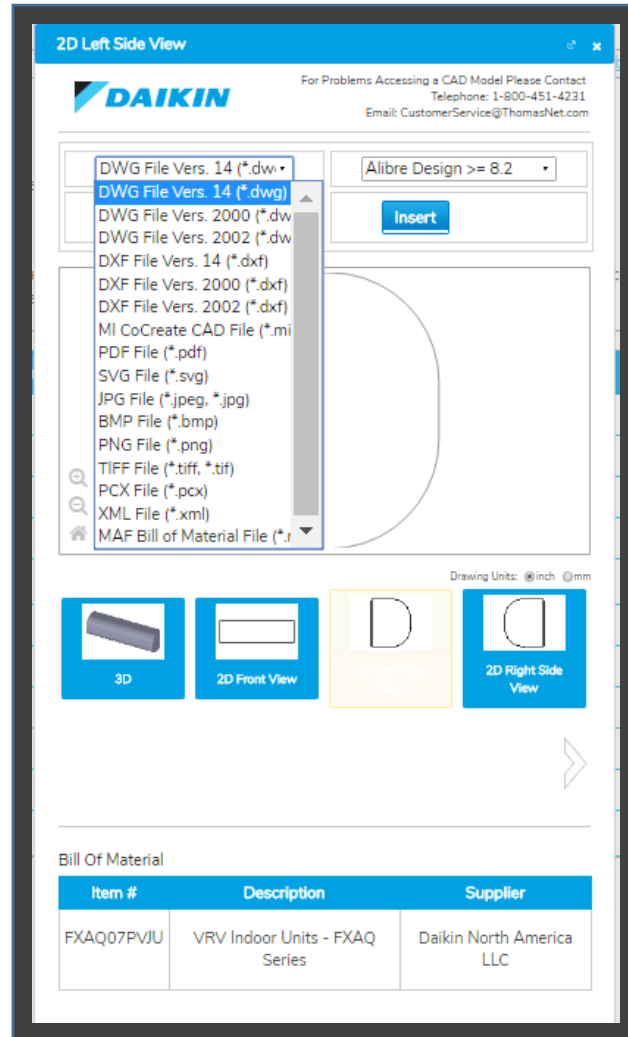 2D Left Side View
DAIKIN
For Problems Accessing a CAD Model Please Contact
Telephone: 1-800-451-4231
Email: CustomerService@ThomasNet.com
DWG File Vers. 14 (*.dw
Alibre Design >= 8.2
DWG File Vers. 14 (*.dwg)
DWG File Vers. 2000 (*.dw
Insert
DWG File Vers. 2002 (*.dw
DXF File Vers. 14 (*.dxf)
DXF File Vers. 2000 (*.dxf)
DXF File Vers. 2002 (*.dxf)
MI CoCreate CAD File (*.mi
PDF File (*.pdf)
SVG File (*.svg)
JPG File (*.jpeg, *.jpg)
BMP File (*.bmp)
PNG File (*.png)
TIFF File (*.tiff, *.tif)
PCX File (*.pcx)
XML File (*.xml)
MAF Bill of Material File (*.r
Drawing Units: inch mm
3D
2D Front View
2D Right Side
View
Bill Of Material
Item # Description Supplier
FXAQ07PVJU VRV Indoor Units - FXAQ Daikin North America
Series LLC